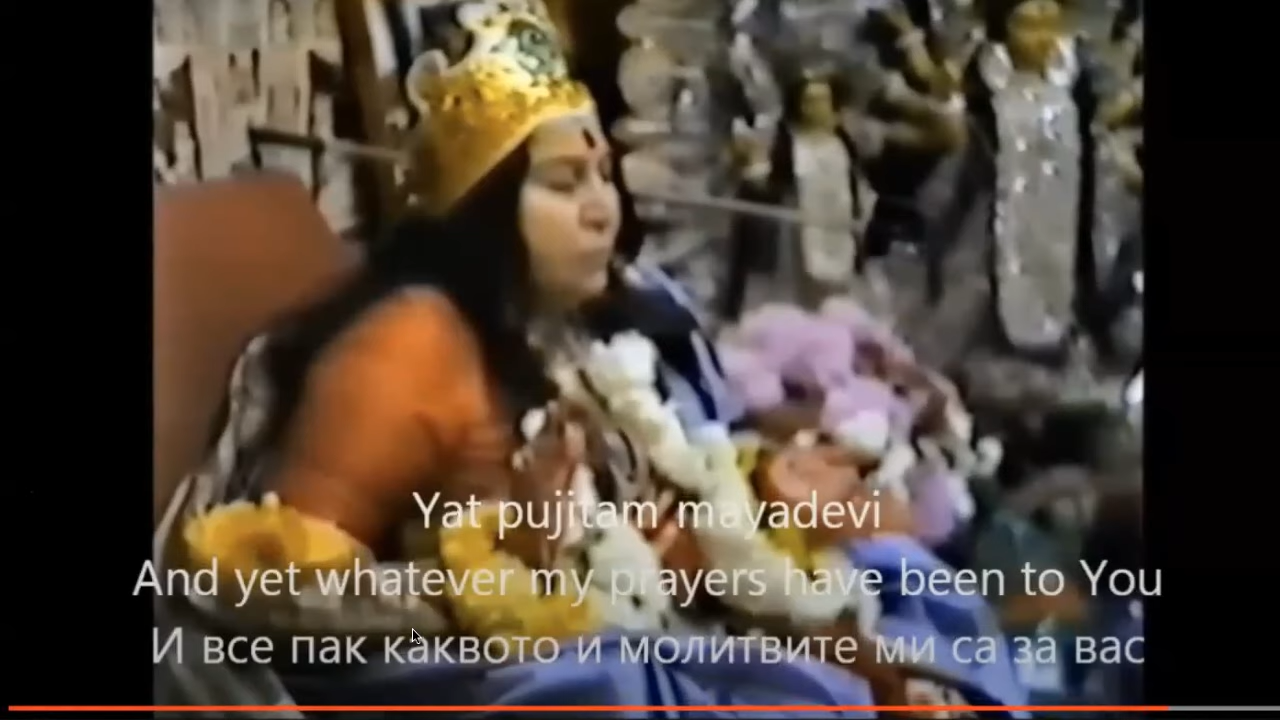 Yat pujitam mayadevi
And yet whatever my prayers have been to You
И все пак каквото и молитвите ми са за вас